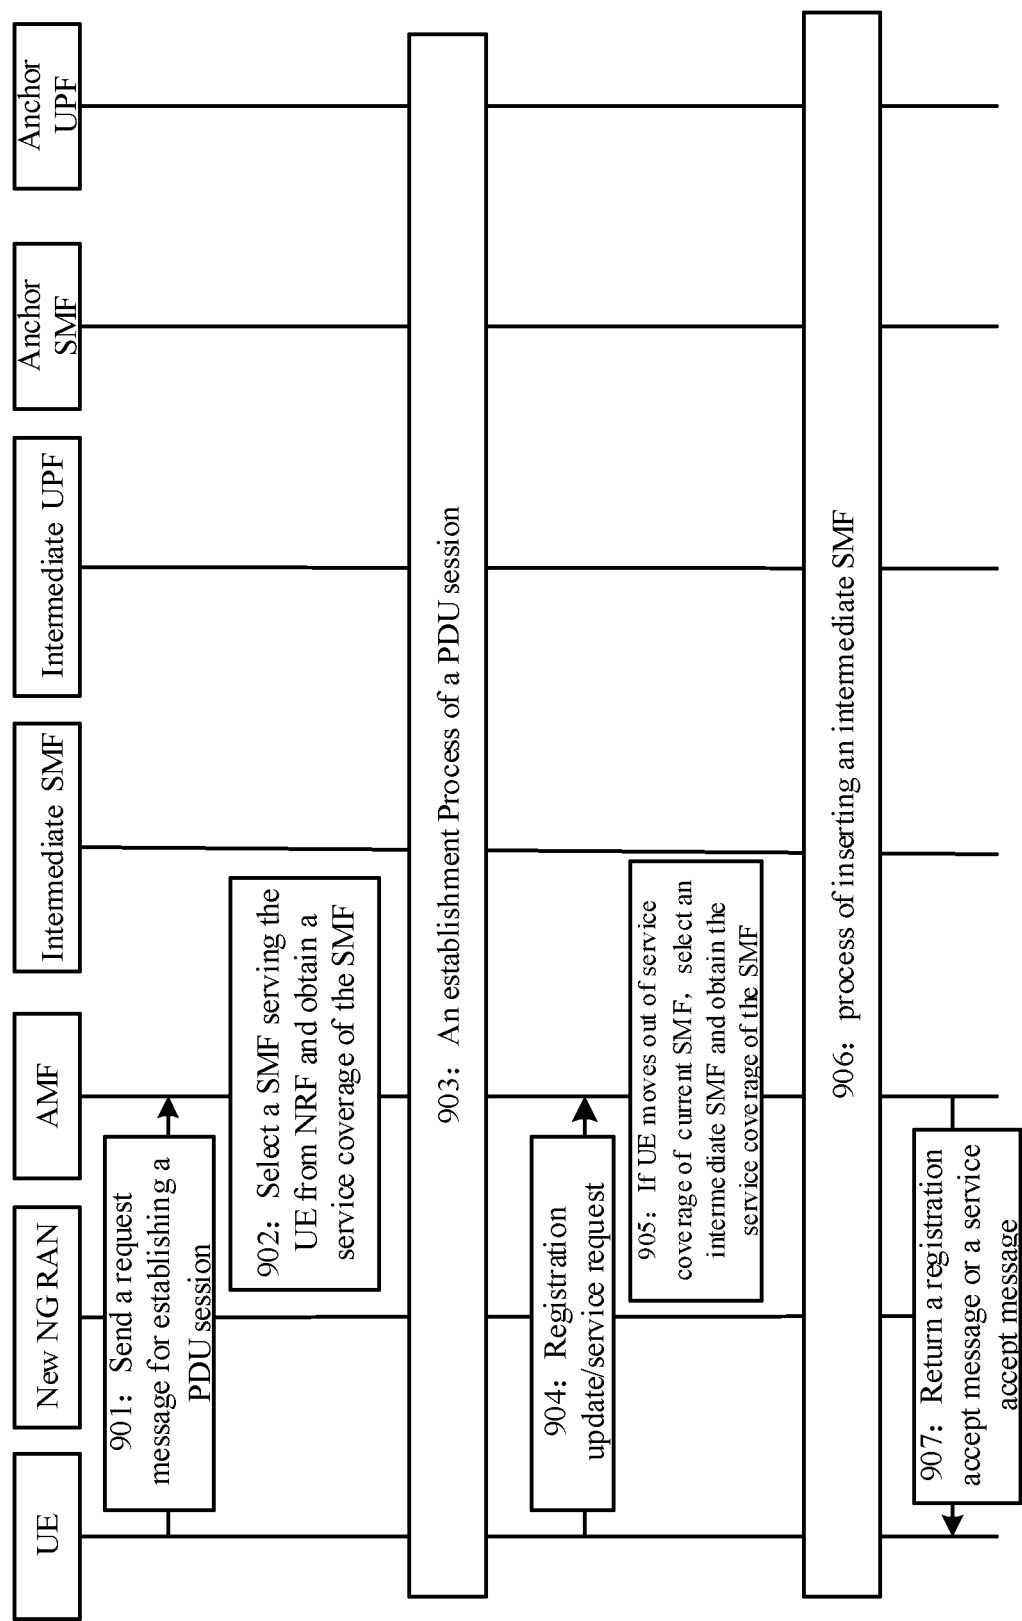 UE
New NG RAN
AMF
Intermediate SMF
Intermediate UPF
Anchor
SMF
Anchor
UPF
901: Send a request
message for establishing a
PDU session
902: Select a SMF serving the
UE from NRF and obtain a
service coverage of the SMF
903: An establishment Process of a PDU session
904: Registration
update/service request
905: If UE moves out of service
coverage of current SMF, select an
intermediate SMF and obtain the
service coverage of the SMF
906: process of inserting an intermediate SMF
907: Return a registration
accept message or a service
accept message